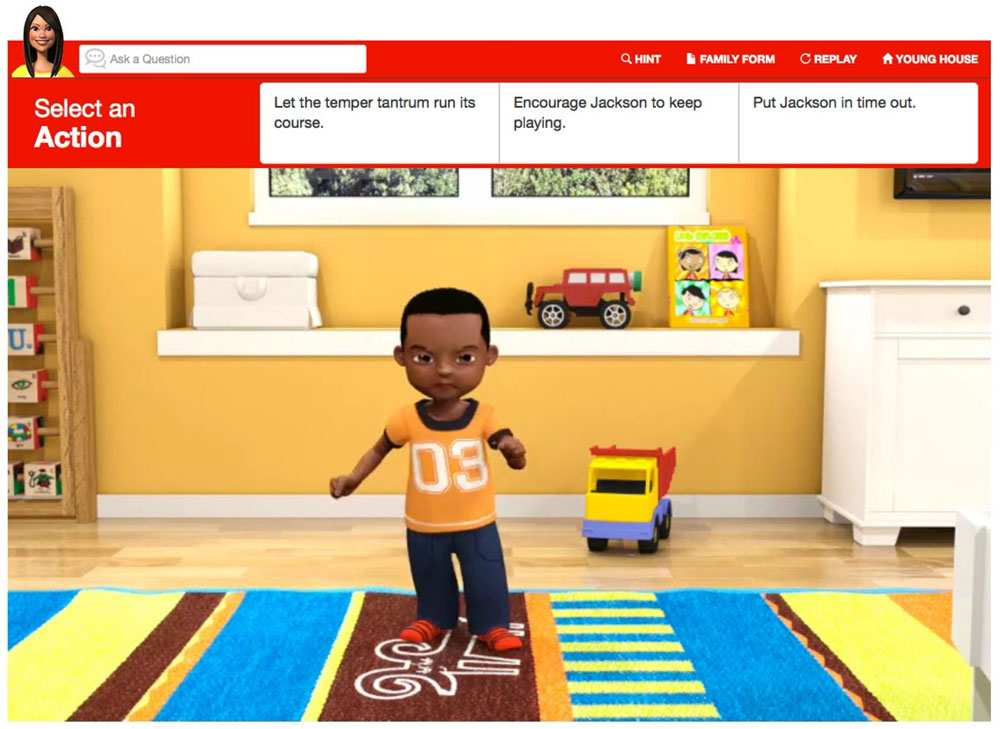 Ask a Question
HINT
FAMILY FORM
REPLAY
YOUNG HOUSE
Select an
Action
Let the temper tantrum run its
course.
Encourage Jackson to keep
playing.
Put Jackson in time out.
U.
03